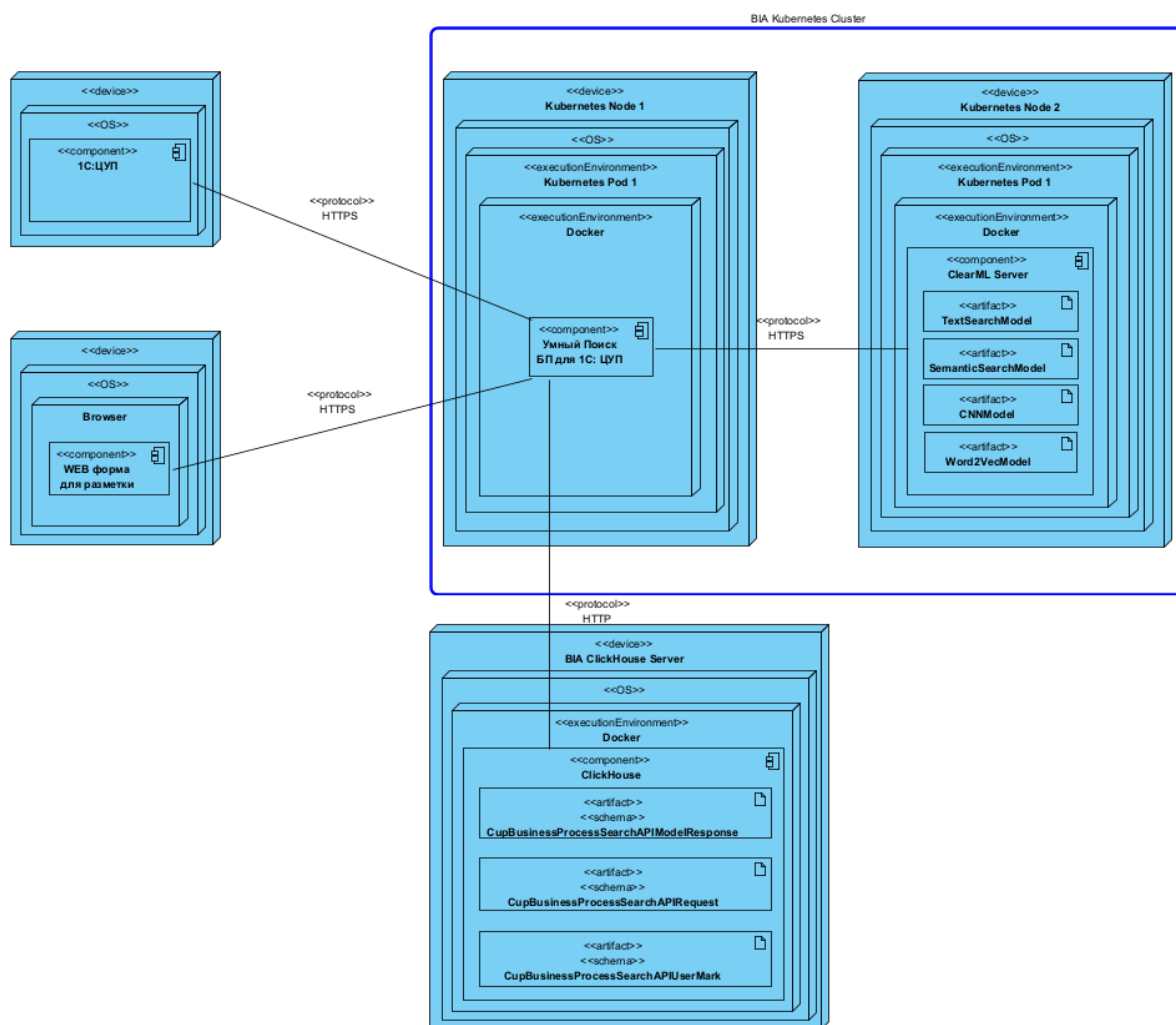 BIA Kubernetes Cluster
<<device>>
<<OS>>
<<component>>
1С:ЦУП
<<protocol>>
HTTPS
<<device>>
<<OS>>
Browser
<<component>>
WEB форма
для разметки
<<protocol>>
HTTPS
<<device>>
Kubernetes Node 1
<<OS>>
<<executionEnvironment>>
Kubernetes Pod 1
<<executionEnvironment>>
Docker
<<component>>
Умный Поиск
БП для 1С: ЦУП
<<protocol>>
HTTPS
<<device>>
Kubernetes Node 2
<<OS>>
<<executionEnvironment>>
Kubernetes Pod 1
<<executionEnvironment>>
Docker
<<component>>
ClearML Server
<<artifact>>
TextSearchModel
<<artifact>>
SemanticSearchModel
<<artifact>>
CNNModel
<<artifact>>
Word2VecModel
<<protocol>>
HTTP
<<device>>
BIA ClickHouse Server
<<OS>>
<<executionEnvironment>>
Docker
<<component>>
ClickHouse
<<artifact>>
<<schema>>
CupBusinessProcessSearchAPIModelResponse
<<artifact>>
<<schema>>
CupBusinessProcessSearchAPIRequest
<<artifact>>
<<schema>>
CupBusinessProcessSearchAPIUserMark